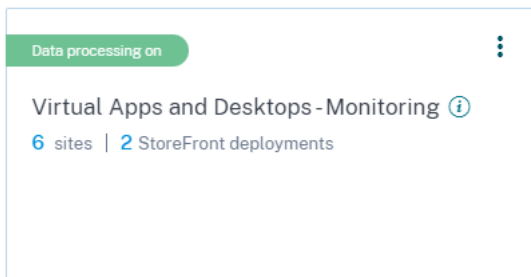 Data processing on
Virtual Apps and Desktops - Monitoring
6 sites | 2 StoreFront deployments